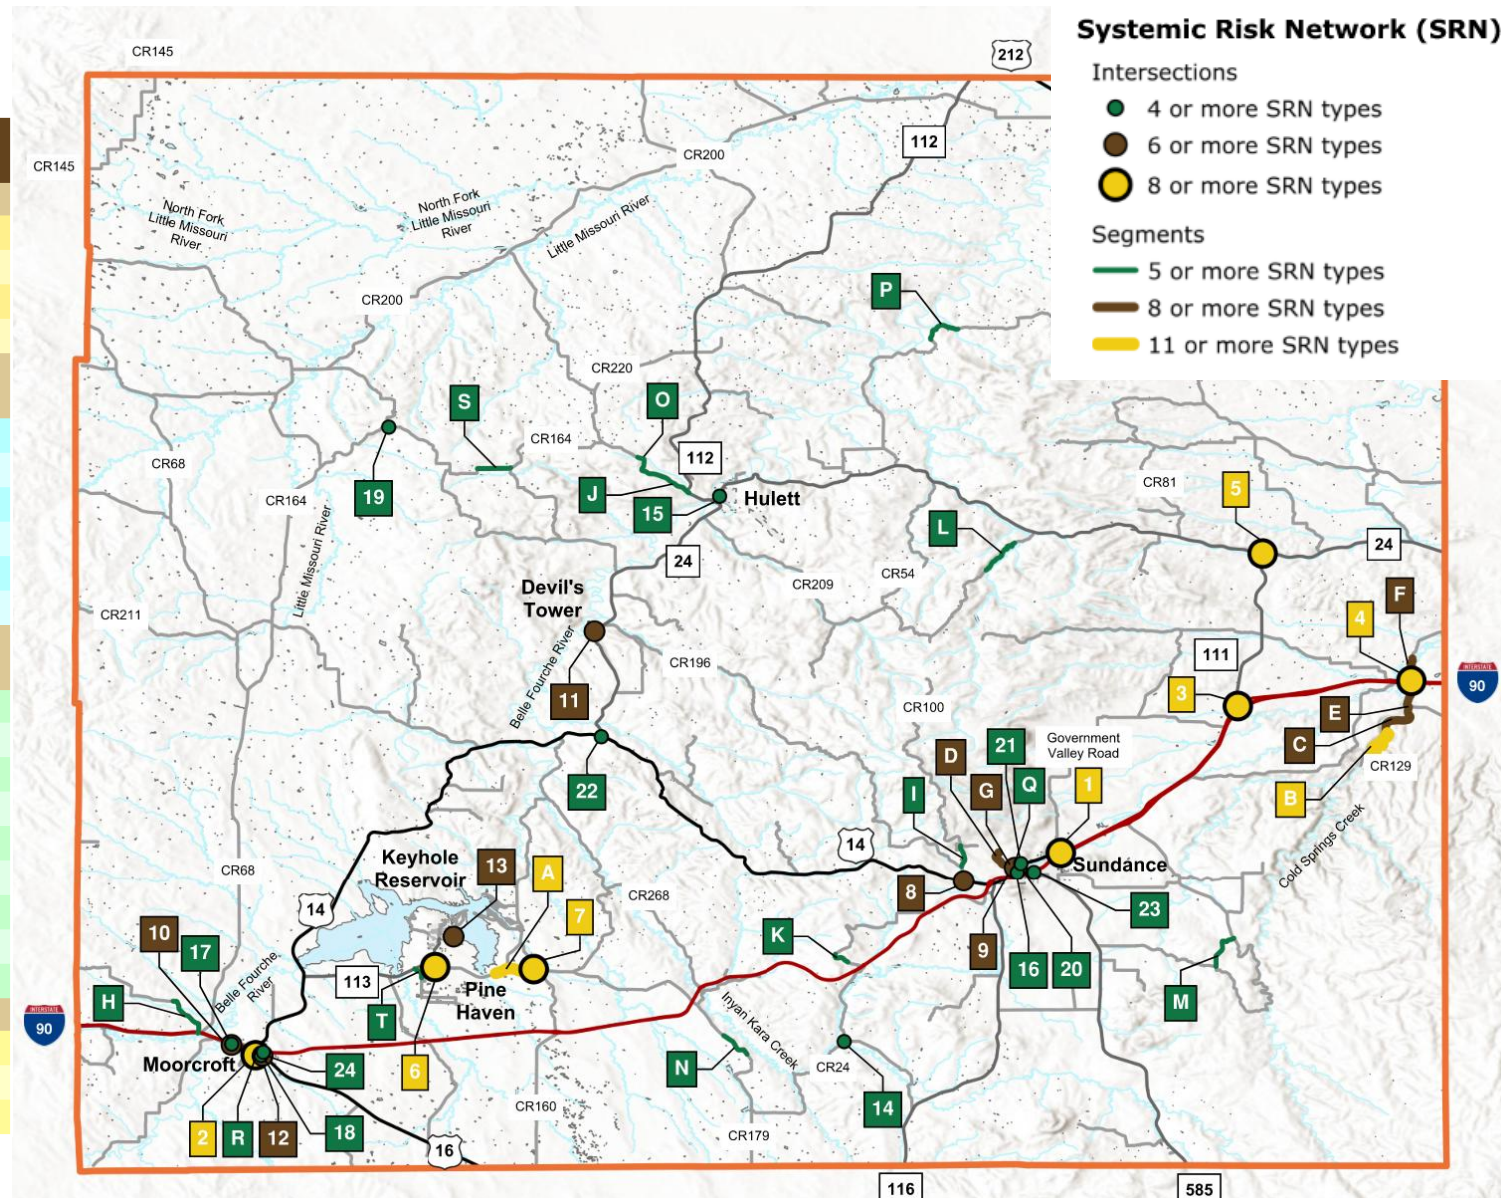 Systemic Risk Network (SRN)
Intersections
4 or more SRN types
6 or more SRN types
8 or more SRN types
Segments
5 or more SRN types
8 or more SRN types
11 or more SRN types
CR145
212
CR145
112
CR200
North Fork
Little Missouri
River
North Fork
Little Missouri
River
Little Missouri River
CR200
P
CR220
S
O
CR164
112
CR68
CR164
19
J
15
Hulett
CR81
5
L
24
24
Little Missouri River
Devil's
Tower
CR209
CR54
F
4
CR211
Belle Fourche River
CR196
111
11
3
INTERSTATE
90
CR100
E
Government
Valley Road
C
D
21
CR129
22
G
Q
1
I
B
14
Cold Springs Creek
Keyhole
Reservoir
13
A
Sundance
CR68
14
CR268
8
7
23
10
17
K
9
16
20
Belle Fourche
River
113
Pine
Haven
H
M
INTERSTATE
90
T
Inyan Kara Creek
Moorcroft
24
6
N
CR24
CR160
14
2
R
12
18
CR179
16
116
585